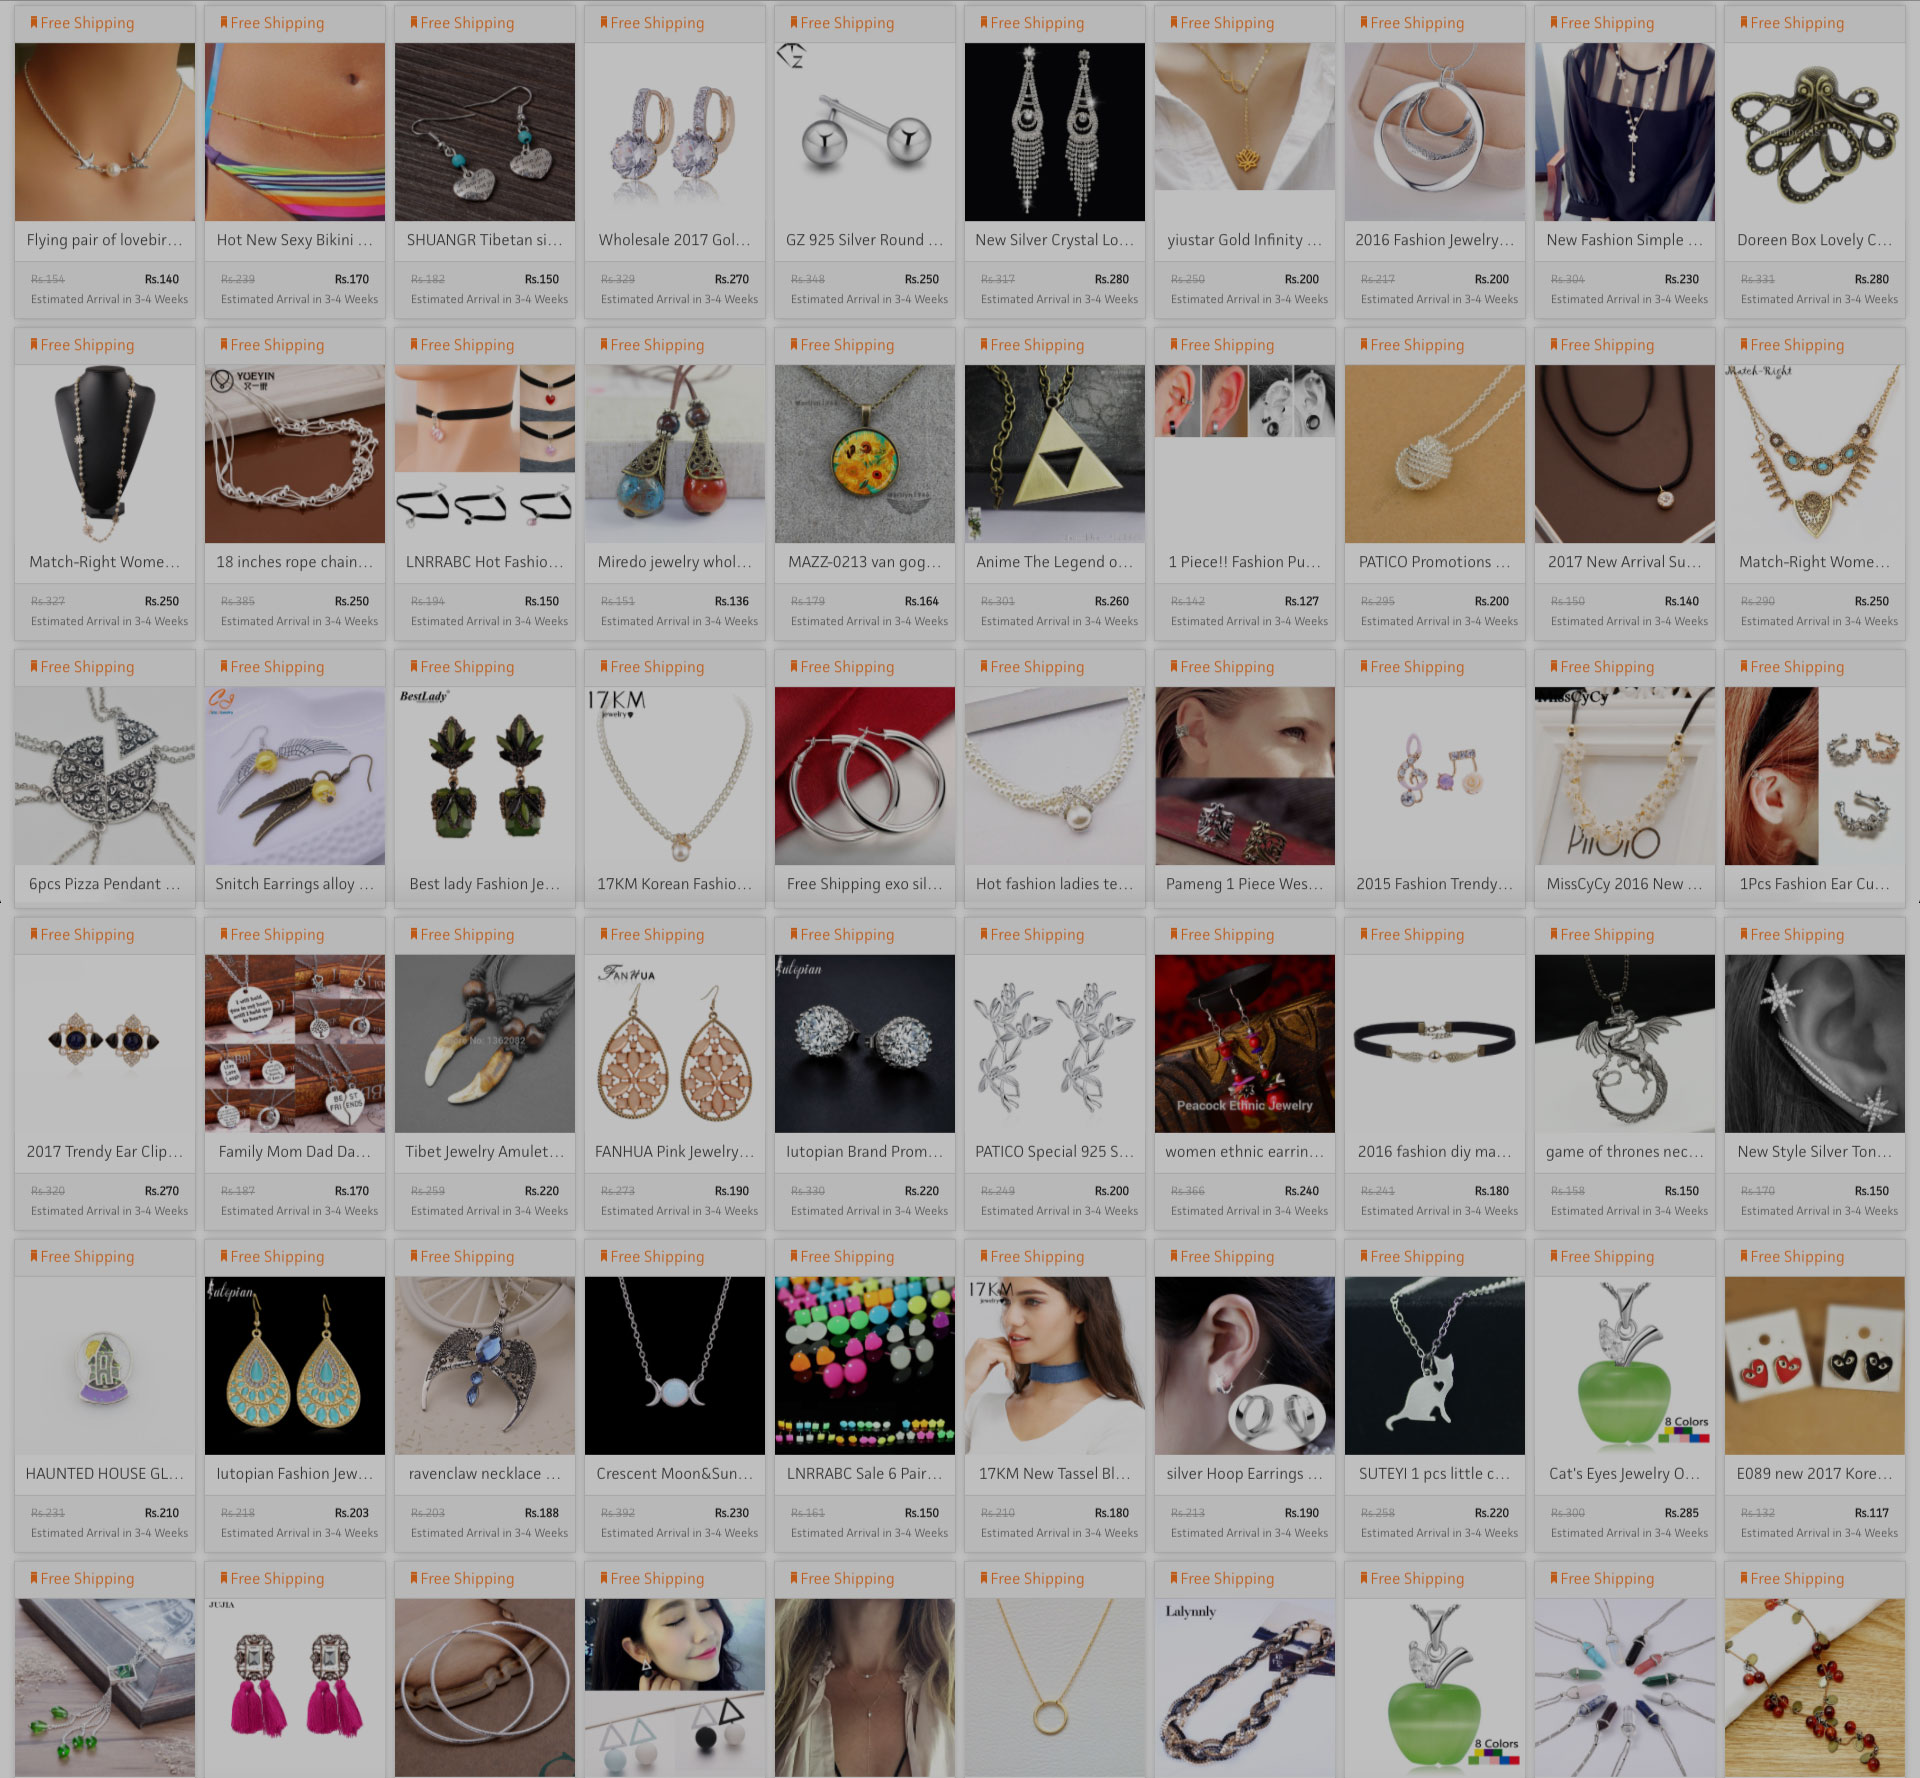 Free Shipping Free Shipping Free Shipping Free Shipping Free Shipping Free Shipping Free Shipping Free Shipping Free Shipping Free Shipping
GZ
Flying pair of lovebir... Hot New Sexy Bikini ... SHUANGR Tibetan si... Wholesale 2017 Gol... GZ 925 Silver Round ... New Silver Crystal Lo... yiustar Gold Infinity ... 2016 Fashion Jewelry... New Fashion Simple ... Doreen Box Lovely C...
Rs.154 Rs.140 Rs.239 Rs.170 Rs.182 Rs.150 Rs.329 Rs.270 Rs.348 Rs.250 Rs.317 Rs.280 Rs.250 Rs.200 Rs.217 Rs.200 Rs.304 Rs.230 Rs.331 Rs.280
Estimated Arrival in 3-4 Weeks Estimated Arrival in 3-4 Weeks Estimated Arrival in 3-4 Weeks Estimated Arrival in 3-4 Weeks Estimated Arrival in 3-4 Weeks Estimated Arrival in 3-4 Weeks Estimated Arrival in 3-4 Weeks Estimated Arrival in 3-4 Weeks Estimated Arrival in 3-4 Weeks Estimated Arrival in 3-4 Weeks
Free Shipping Free Shipping Free Shipping Free Shipping Free Shipping Free Shipping Free Shipping Free Shipping Free Shipping Free Shipping
YUEYIN Match-Right
Match-Right Wome... 18 inches rope chain... LNRRABC Hot Fashio... Miredo jewelry whol... MAZZ-0213 van gog... Anime The Legend o... 1 Piece!! Fashion Pu... PATICO Promotions ... 2017 New Arrival Su... Match-Right Wome...
Rs.327 Rs.250 Rs.385 Rs.250 Rs.194 Rs.150 Rs.151 Rs.136 Rs.179 Rs.164 Rs.301 Rs.260 Rs.142 Rs.127 Rs.295 Rs.200 Rs.150 Rs.140 Rs.290 Rs.250
Estimated Arrival in 3-4 Weeks Estimated Arrival in 3-4 Weeks Estimated Arrival in 3-4 Weeks Estimated Arrival in 3-4 Weeks Estimated Arrival in 3-4 Weeks Estimated Arrival in 3-4 Weeks Estimated Arrival in 3-4 Weeks Estimated Arrival in 3-4 Weeks Estimated Arrival in 3-4 Weeks Estimated Arrival in 3-4 Weeks
Free Shipping Free Shipping Free Shipping Free Shipping Free Shipping Free Shipping Free Shipping Free Shipping Free Shipping Free Shipping
BestLady 17KM MissCyCy
jewelry
6pcs Pizza Pendant ... Snitch Earrings alloy ... Best lady Fashion Je... 17KM Korean Fashio... Free Shipping exo sil... Hot fashion ladies te... Pameng 1 Piece Wes... 2015 Fashion Trendy... MissCyCy 2016 New ... 1Pcs Fashion Ear Cu...
Free Shipping Free Shipping Free Shipping Free Shipping Free Shipping Free Shipping Free Shipping Free Shipping Free Shipping Free Shipping
FANHUA Iutopian
I will hold
you in my heart
until I hold you
in heaven
BE ST
FRI ENDS
Store No: 1362002
Peacock Ethnic Jewelry
2017 Trendy Ear Clip... Family Mom Dad Da... Tibet Jewelry Amulet... FANHUA Pink Jewelry... Iutopian Brand Prom... PATICO Special 925 S... women ethnic earrin... 2016 fashion diy ma... game of thrones nec... New Style Silver Ton...
Rs.320 Rs.270 Rs.187 Rs.170 Rs.259 Rs.220 Rs.273 Rs.190 Rs.330 Rs.220 Rs.249 Rs.200 Rs.366 Rs.240 Rs.241 Rs.180 Rs.158 Rs.150 Rs.170 Rs.150
Estimated Arrival in 3-4 Weeks Estimated Arrival in 3-4 Weeks Estimated Arrival in 3-4 Weeks Estimated Arrival in 3-4 Weeks Estimated Arrival in 3-4 Weeks Estimated Arrival in 3-4 Weeks Estimated Arrival in 3-4 Weeks Estimated Arrival in 3-4 Weeks Estimated Arrival in 3-4 Weeks Estimated Arrival in 3-4 Weeks
Free Shipping Free Shipping Free Shipping Free Shipping Free Shipping Free Shipping Free Shipping Free Shipping Free Shipping Free Shipping
Iutopian 17KM
jewelry
8 Colors
HAUNTED HOUSE GL... Iutopian Fashion Jew... ravenclaw necklace ... Crescent Moon&Sun... LNRRABC Sale 6 Pair... 17KM New Tassel Bl... silver Hoop Earrings ... SUTEYI 1 pcs little c... Cat's Eyes Jewelry O... E089 new 2017 Kore...
Rs.231 Rs.210 Rs.218 Rs.203 Rs.203 Rs.188 Rs.392 Rs.230 Rs.161 Rs.150 Rs.210 Rs.180 Rs.213 Rs.190 Rs.258 Rs.220 Rs.300 Rs.285 Rs.132 Rs.117
Estimated Arrival in 3-4 Weeks Estimated Arrival in 3-4 Weeks Estimated Arrival in 3-4 Weeks Estimated Arrival in 3-4 Weeks Estimated Arrival in 3-4 Weeks Estimated Arrival in 3-4 Weeks Estimated Arrival in 3-4 Weeks Estimated Arrival in 3-4 Weeks Estimated Arrival in 3-4 Weeks Estimated Arrival in 3-4 Weeks
Free Shipping Free Shipping Free Shipping Free Shipping Free Shipping Free Shipping Free Shipping Free Shipping Free Shipping Free Shipping
JUJIA Lalynnly
8 Colors